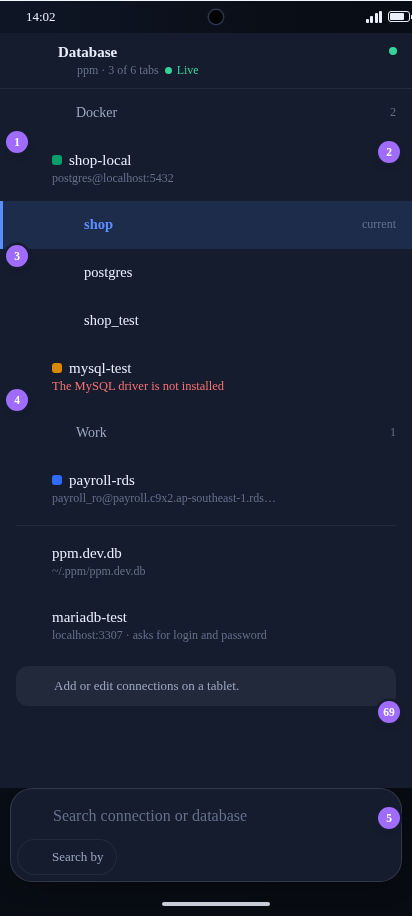 14:02
Database
ppm · 3 of 6 tabs Live
Docker 2
1
2
shop-local
postgres@localhost:5432
shop current
3
postgres
shop_test
mysql-test
The MySQL driver is not installed
4
Work 1
payroll-rds
payroll_ro@payroll.c9x2.ap-southeast-1.rds…
ppm.dev.db
~/.ppm/ppm.dev.db
mariadb-test
localhost:3307 · asks for login and password
Add or edit connections on a tablet.
69
Search connection or database
5
Search by